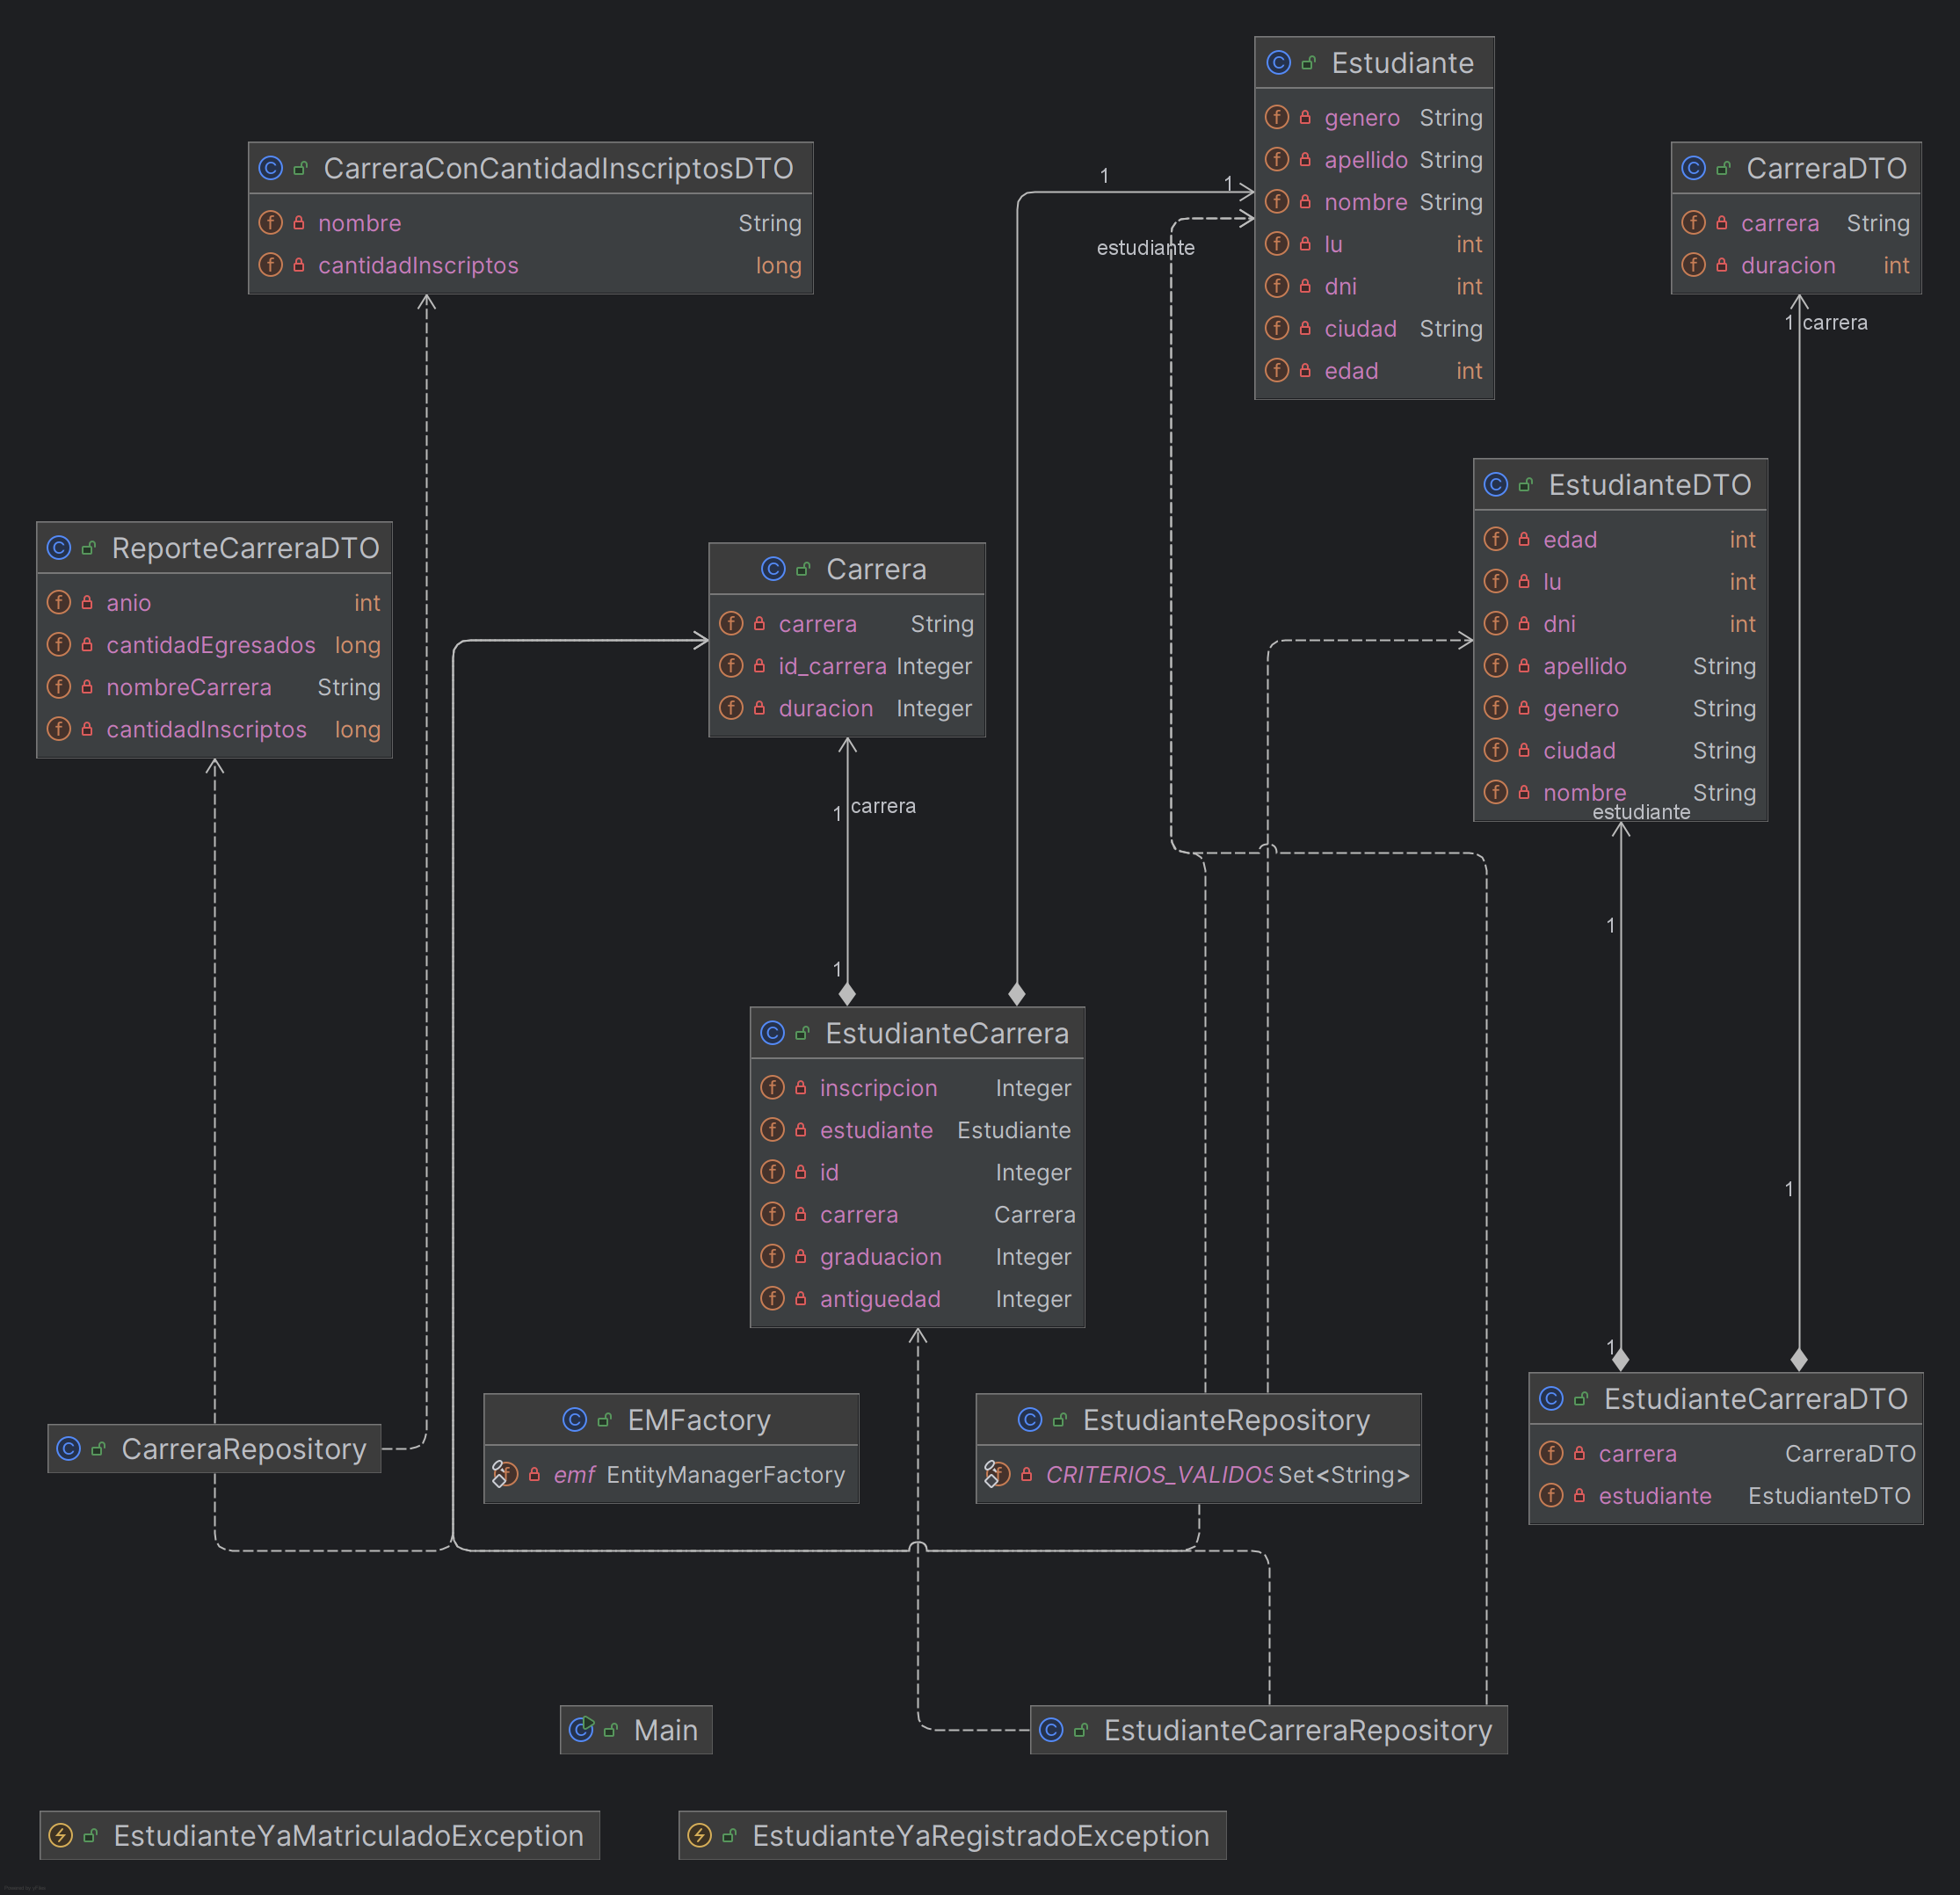 Estudiante
genero String
apellido String
nombre String
lu int
dni int
ciudad String
edad int
CarreraConCantidadInscriptosDTO
nombre String
cantidadInscriptos long
CarreraDTO
carrera String
duracion int
1
1
estudiante
1 carrera
EstudianteDTO
edad int
lu int
dni int
apellido String
genero String
ciudad String
nombre String
estudiante
ReporteCarreraDTO
anio int
cantidadEgresados long
nombreCarrera String
cantidadInscriptos long
Carrera
carrera String
id_carrera Integer
duracion Integer
1 carrera
1
1
1
1
EstudianteCarrera
inscripcion Integer
estudiante Estudiante
id Integer
carrera Carrera
graduacion Integer
antiguedad Integer
CarreraRepository
EMFactory
emf EntityManagerFactory
EstudianteRepository
CRITERIOS_VALIDOS Set<String>
EstudianteCarreraDTO
carrera CarreraDTO
estudiante EstudianteDTO
Main
EstudianteCarreraRepository
EstudianteYaMatriculadoException
EstudianteYaRegistradoException